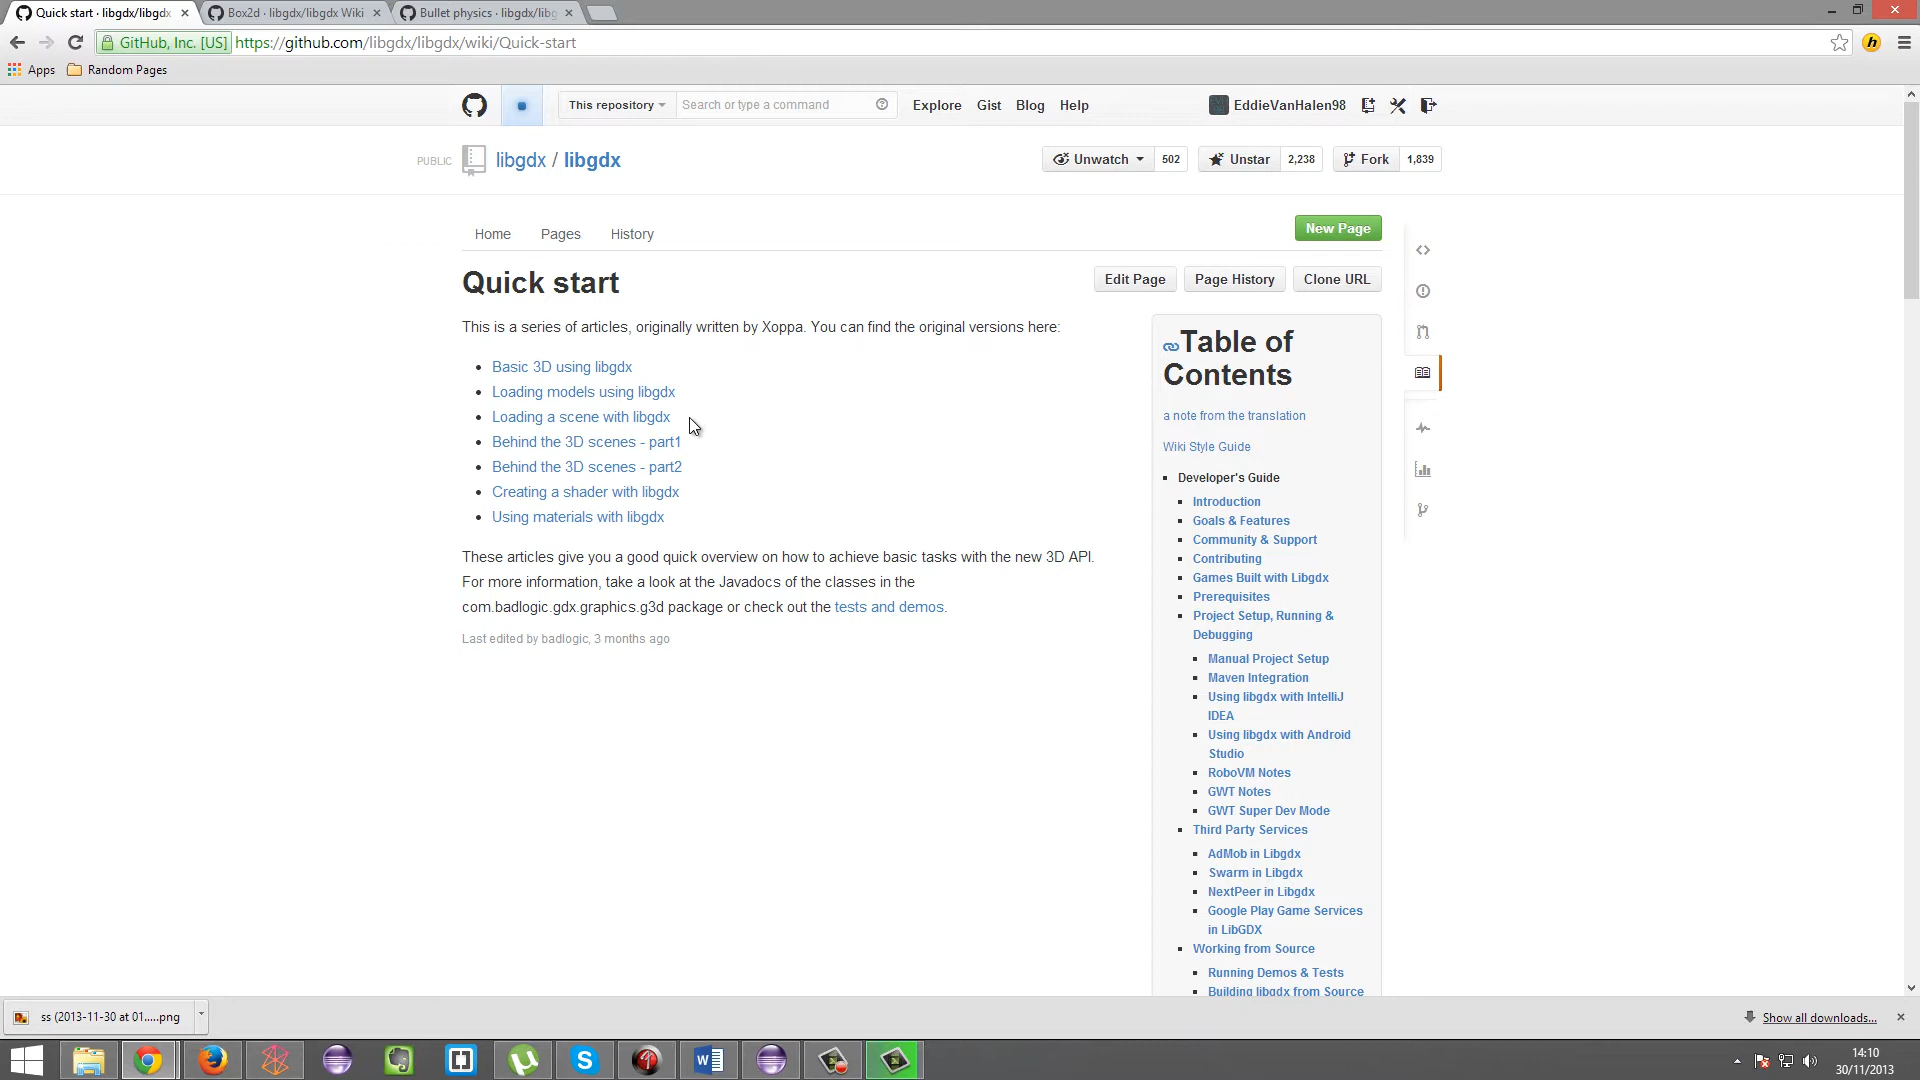 Quick start · libgdx/libgdx
Box2d · libgdx/libgdx Wiki
Bullet physics · libgdx/libg
GitHub, Inc. [US]
https://github.com/libgdx/libgdx/wiki/Quick-start
Apps
Random Pages
This repository
Search or type a command
Explore
Gist
Blog
Help
EddieVanHalen98
PUBLIC
libgdx / libgdx
Unwatch
502
Unstar
2,238
Fork
1,839
Home
Pages
History
New Page
Quick start
Edit Page
Page History
Clone URL
This is a series of articles, originally written by Xoppa. You can find the original versions here:
Basic 3D using libgdx
Loading models using libgdx
Loading a scene with libgdx
Behind the 3D scenes - part1
Behind the 3D scenes - part2
Creating a shader with libgdx
Using materials with libgdx
These articles give you a good quick overview on how to achieve basic tasks with the new 3D API.
For more information, take a look at the Javadocs of the classes in the
com.badlogic.gdx.graphics.g3d package or check out the tests and demos.
Last edited by badlogic, 3 months ago
Table of
Contents
a note from the translation
Wiki Style Guide
Developer's Guide
Introduction
Goals & Features
Community & Support
Contributing
Games Built with Libgdx
Prerequisites
Project Setup, Running &
Debugging
Manual Project Setup
Maven Integration
Using libgdx with IntelliJ
IDEA
Using libgdx with Android
Studio
RoboVM Notes
GWT Notes
GWT Super Dev Mode
Third Party Services
AdMob in Libgdx
Swarm in Libgdx
NextPeer in Libgdx
Google Play Game Services
in LibGDX
Working from Source
Running Demos & Tests
Building libgdx from Source
ss (2013-11-30 at 01.....png
Show all downloads...
14:10
30/11/2013